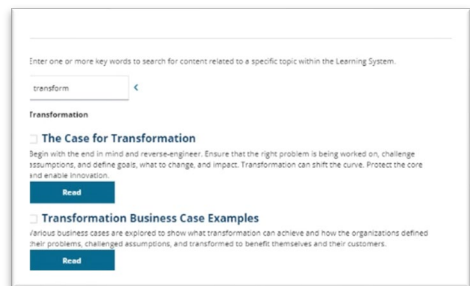 Enter one or more key words to search for content related to a specific topic within the Learning System.
transform
Transformation
The Case for Transformation
Begin with the end in mind and reverse-engineer. Ensure that the right problem is being worked on, challenge
assumptions, and define goals, what to change, and impact. Transformation can shift the curve. Protect the core
and enable innovation.
Read
Transformation Business Case Examples
Various business cases are explored to show what transformation can achieve and how the organizations defined
their problems, challenged assumptions, and transformed to benefit themselves and their customers.
Read